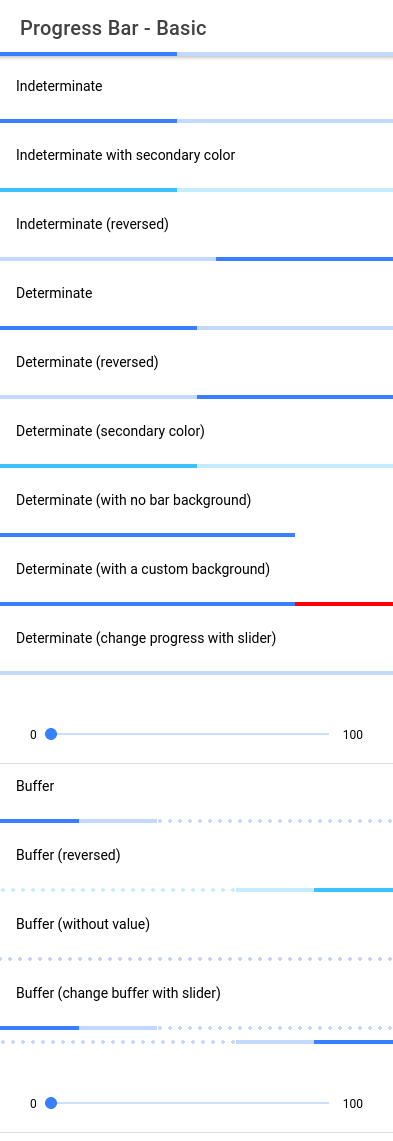 Progress Bar - Basic
Indeterminate
Indeterminate with secondary color
Indeterminate (reversed)
Determinate
Determinate (reversed)
Determinate (secondary color)
Determinate (with no bar background)
Determinate (with a custom background)
Determinate (change progress with slider)
0 100
Buffer
Buffer (reversed)
Buffer (without value)
Buffer (change buffer with slider)
0 100